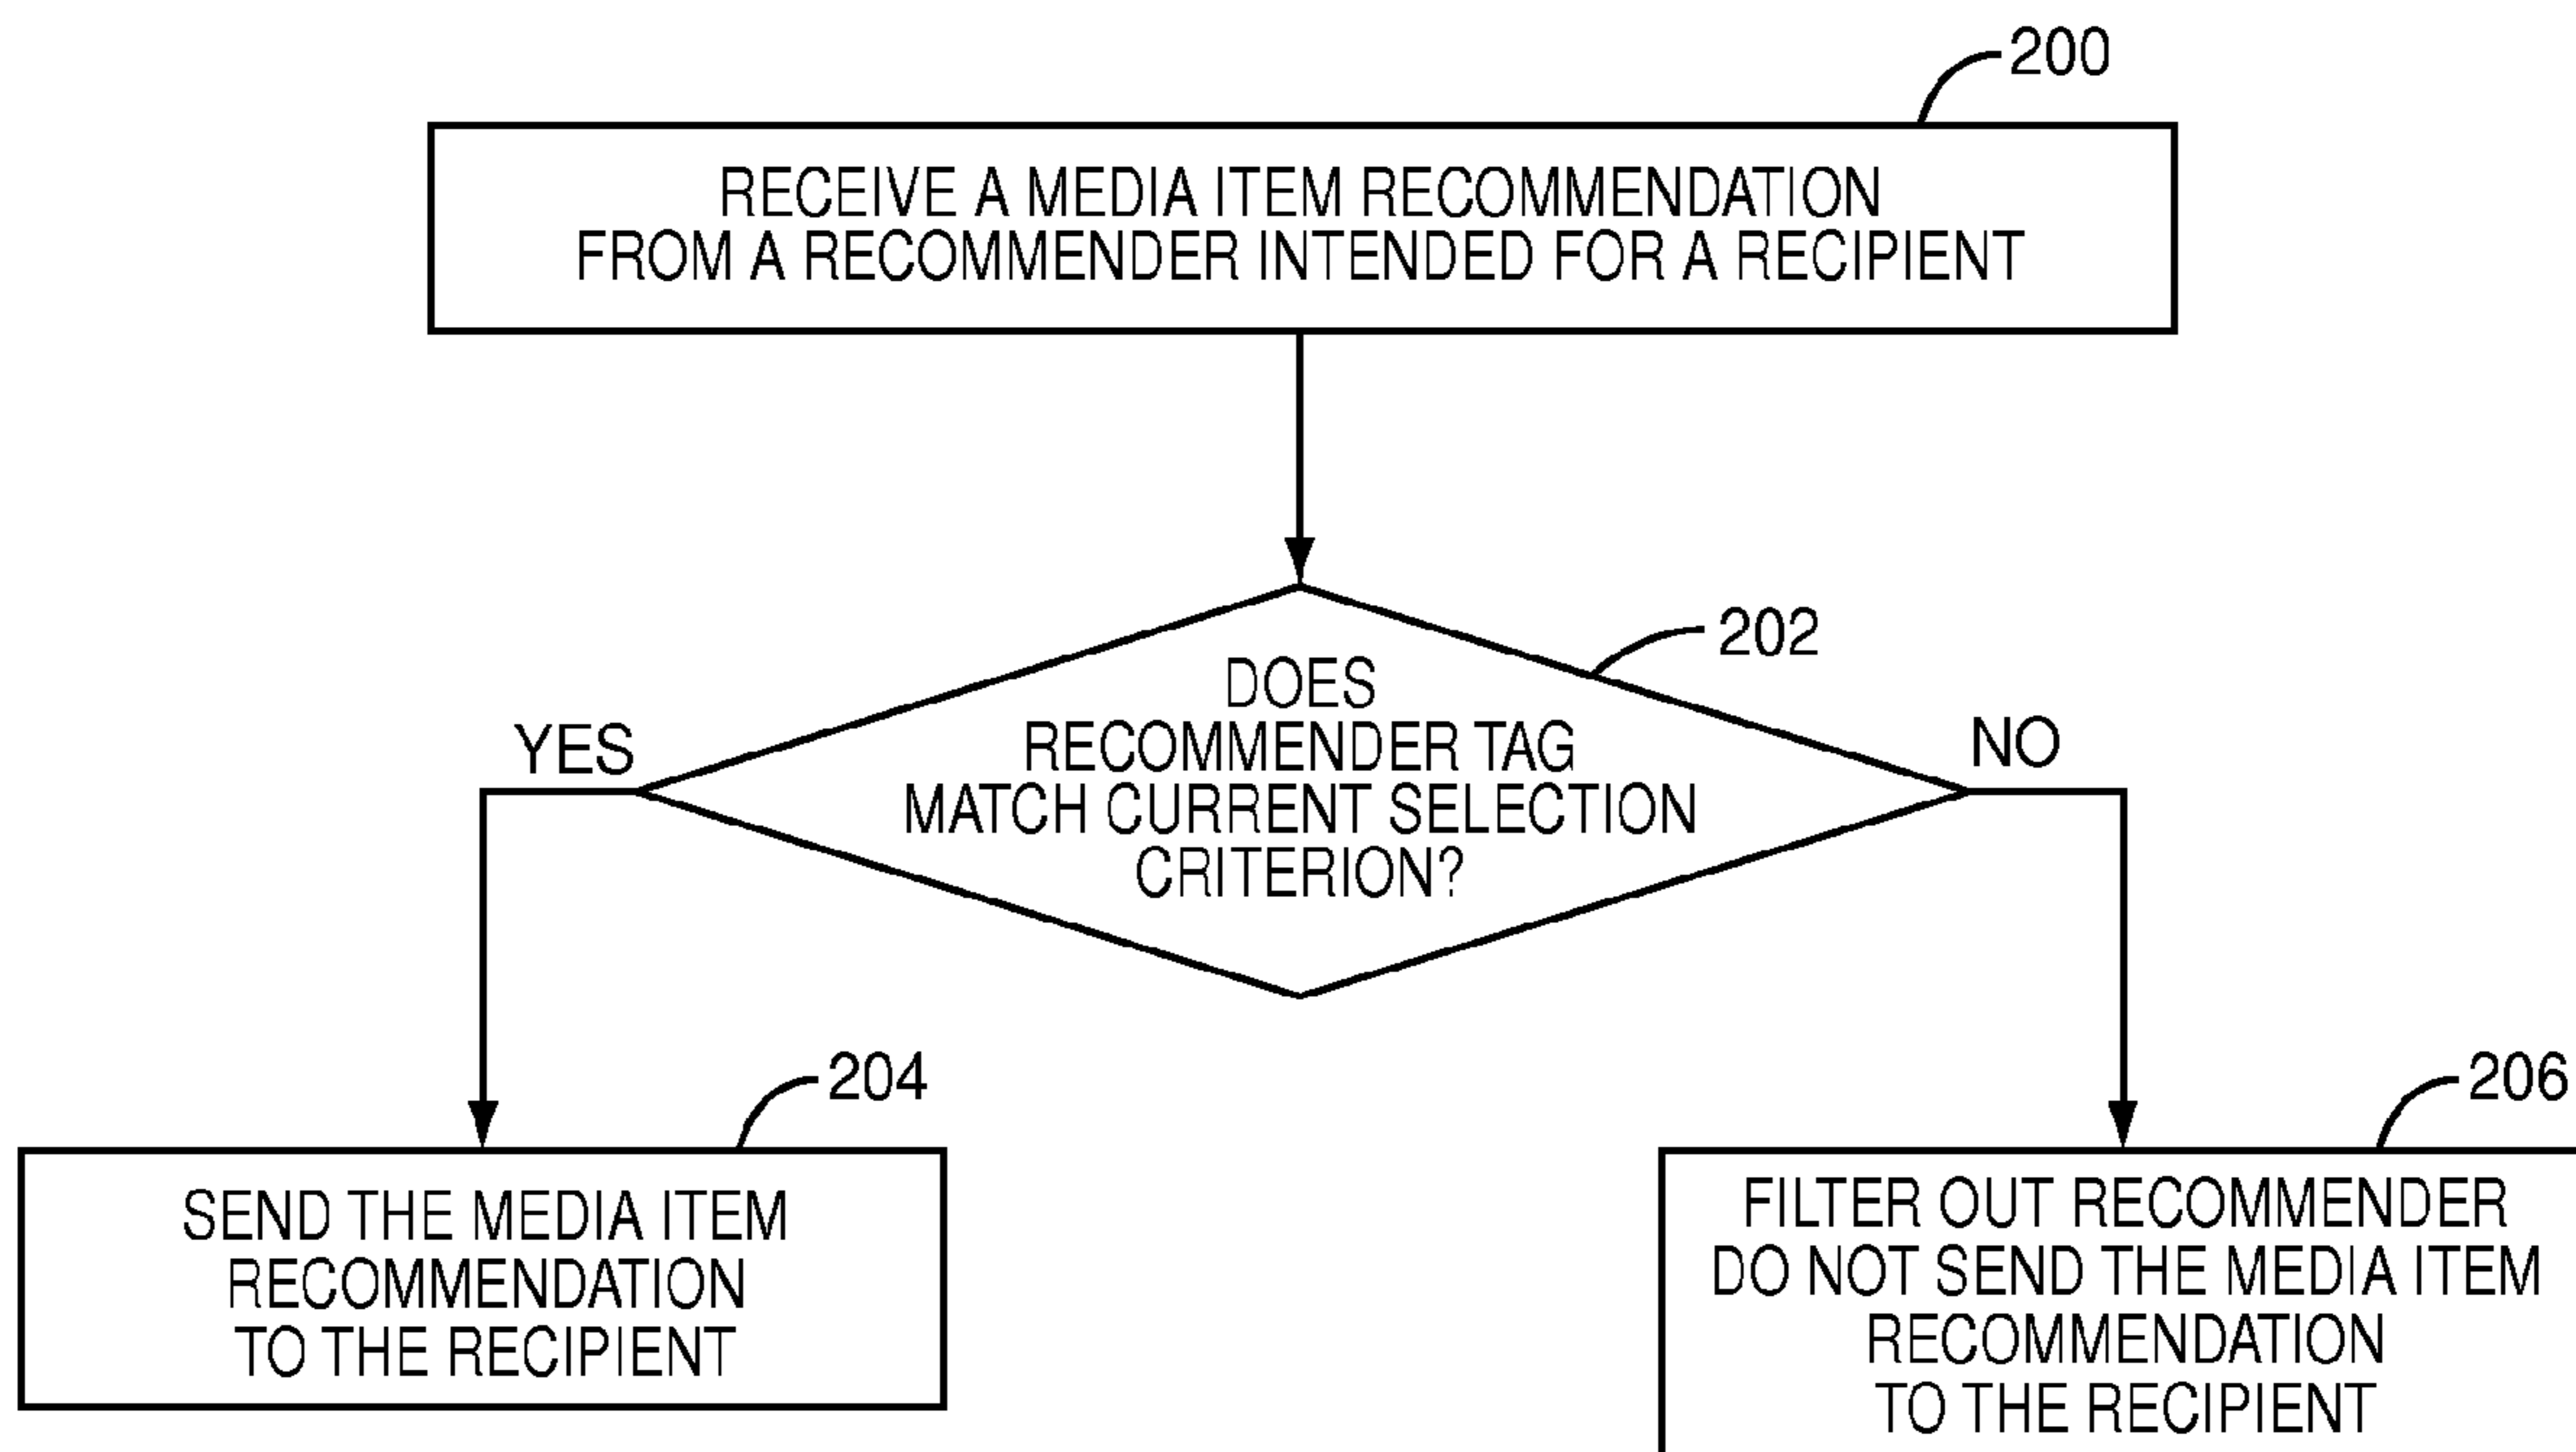 200
RECEIVE A MEDIA ITEM RECOMMENDATION
FROM A RECOMMENDER INTENDED FOR A RECIPIENT
202
DOES
RECOMMENDER TAG
MATCH CURRENT SELECTION
CRITERION?
YES
NO
204
SEND THE MEDIA ITEM
RECOMMENDATION
TO THE RECIPIENT
206
FILTER OUT RECOMMENDER
DO NOT SEND THE MEDIA ITEM
RECOMMENDATION
TO THE RECIPIENT